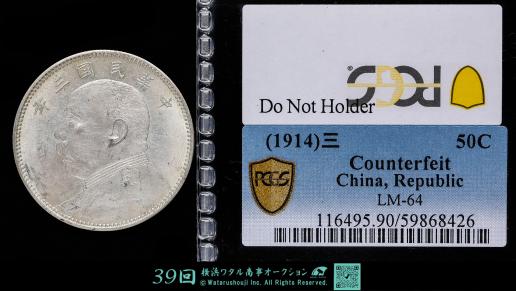 年三國民華中
PCGS
Do Not Holder
(1914)三 50C
Counterfeit
China, Republic
PCGS
LM-64
116495.90/59868426
39回 横浜ワタル商事オークション
© Watarushouji Inc. All Rights Reserved.